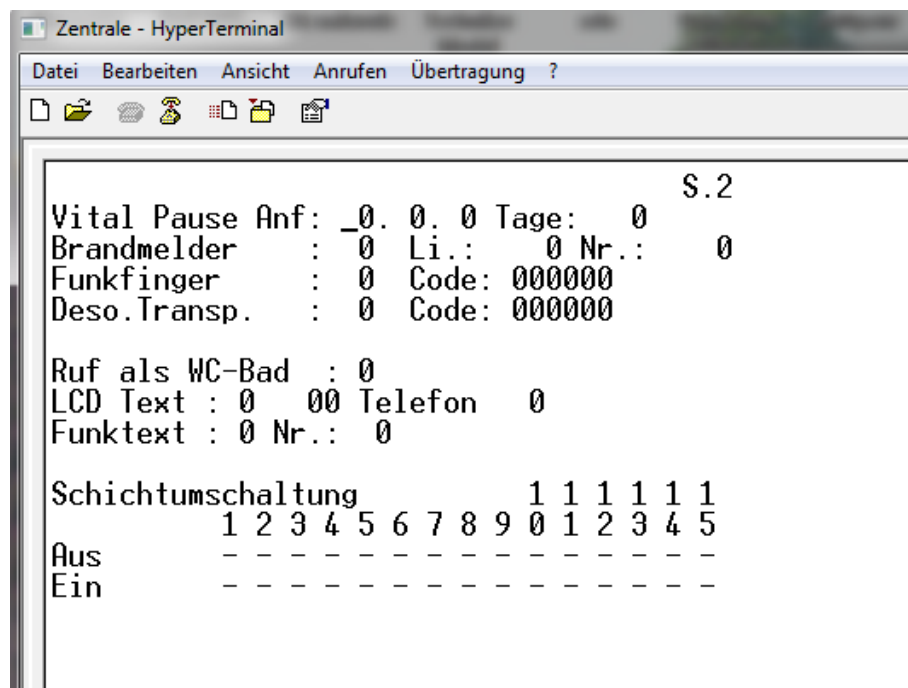 Zentrale - HyperTerminal
Datei Bearbeiten Ansicht Anrufen Übertragung ?
S.2
Vital Pause Anf: _0. 0. 0 Tage: 0
Brandmelder : 0 Li.: 0 Nr.: 0
Funkfinger : 0 Code: 000000
Deso.Transp. : 0 Code: 000000
Ruf als WC-Bad : 0
LCD Text : 0 00 Telefon 0
Funktext : 0 Nr.: 0
Schichtumschaltung 1 1 1 1 1 1
1 2 3 4 5 6 7 8 9 0 1 2 3 4 5
Aus - - - - - - - - - - - - - - -
Ein - - - - - - - - - - - - - - -